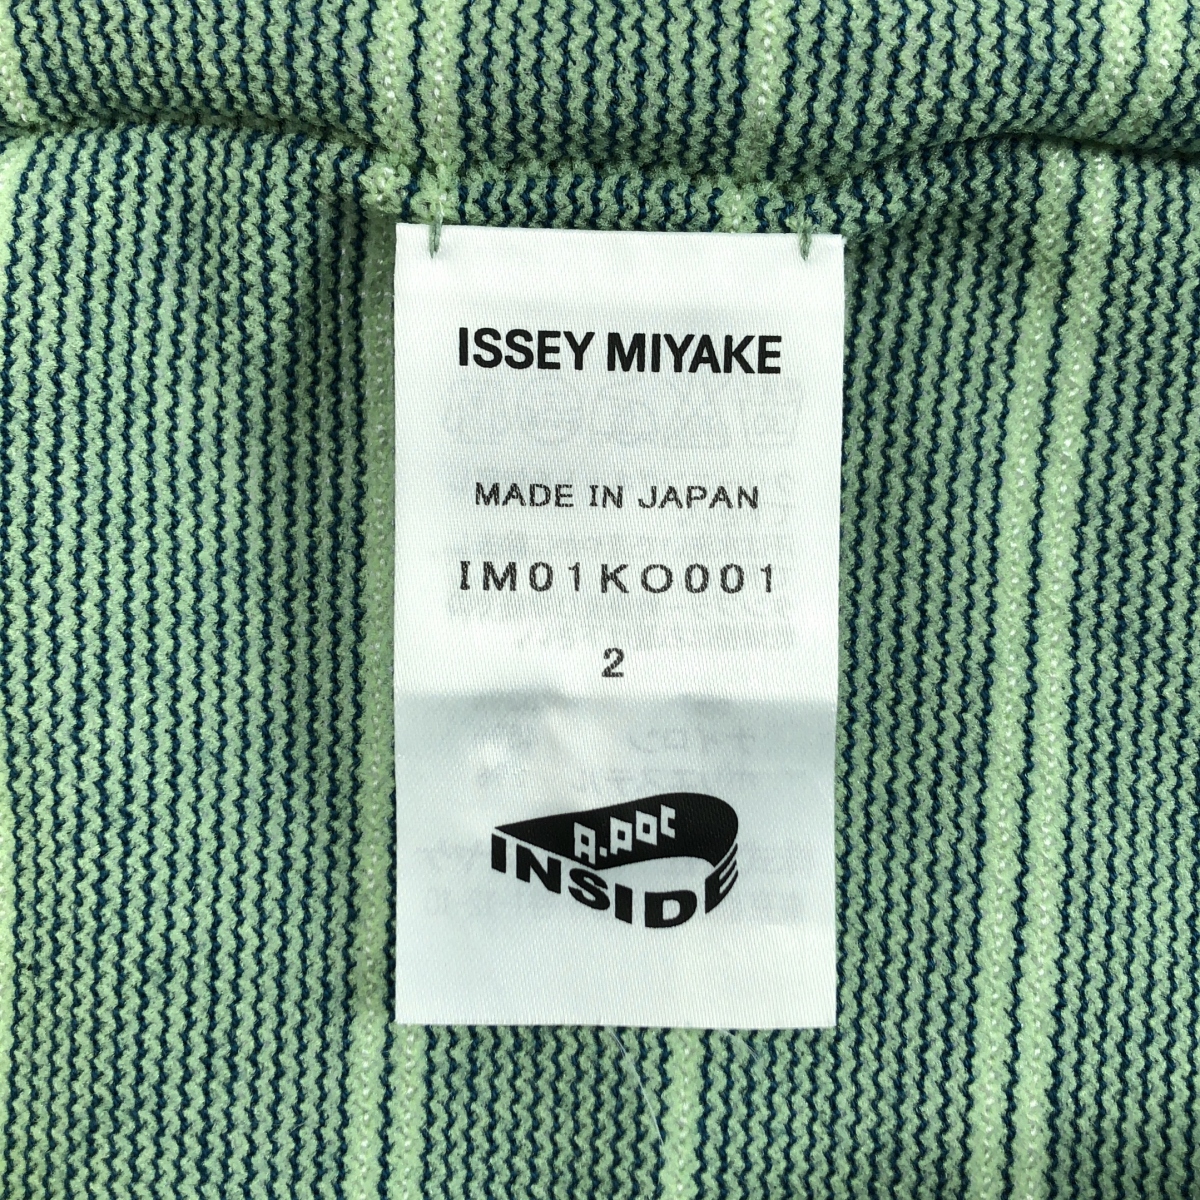 ISSEY MIYAKE
MADE IN JAPAN
IM01KO001
2
A-POC
INSIDE